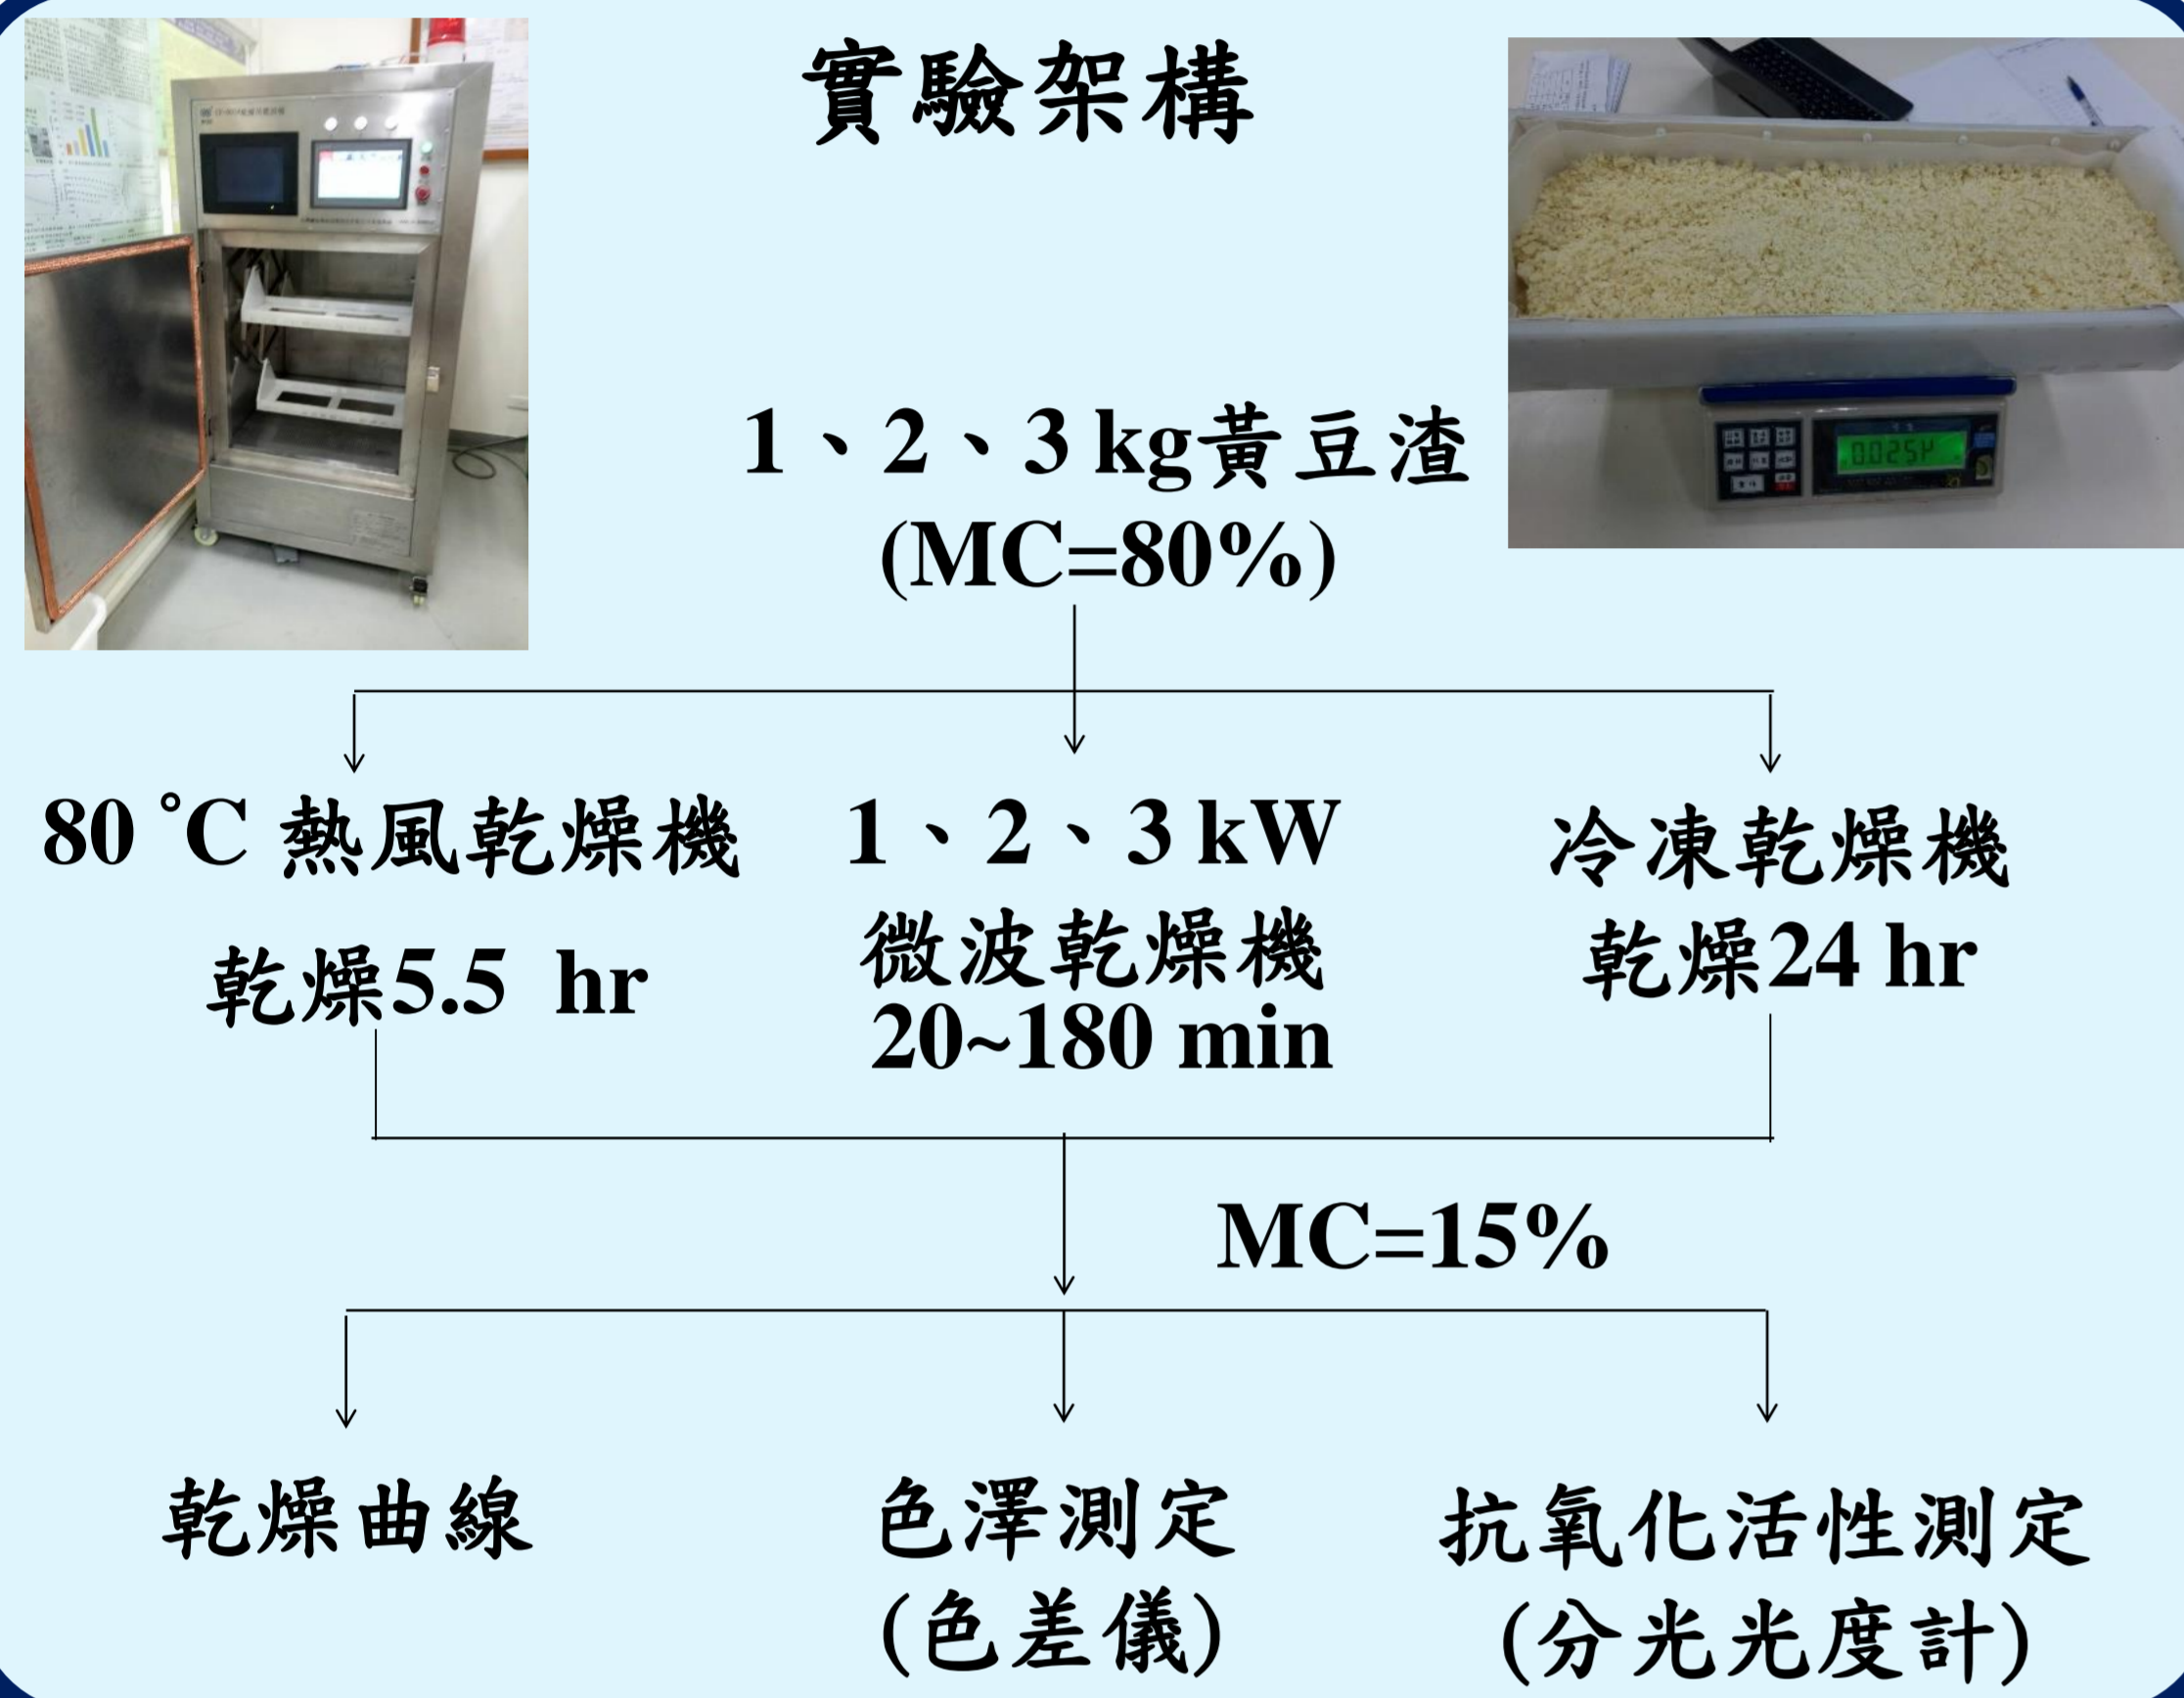 實驗架構
1、2、3 kg黃豆渣
(MC=80%)
80 ˚C 熱風乾燥機
乾燥5.5 hr
1、2、3 kW
微波乾燥機
20~180 min
冷凍乾燥機
乾燥24 hr
MC=15%
乾燥曲線
色澤測定
(色差儀)
抗氧化活性測定
(分光光度計)